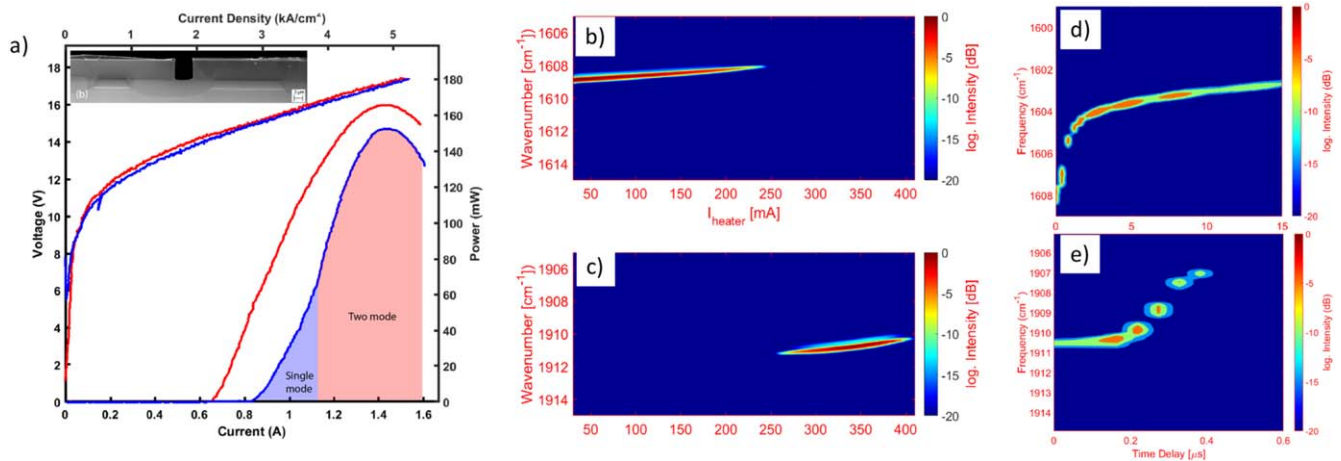 a)
Current Density (kA/cm²)
0 1 2 3 4 5
(b)
Voltage (V)
18
16
14
12
10
8
6
4
2
0
180
160
140
120
100
80
60
40
20
0
Power (mW)
Single mode
Two mode
0 0.2 0.4 0.6 0.8 1 1.2 1.4 1.6
Current (A)
b)
Wavenumber [cm⁻¹]
1606
1608
1610
1612
1614
50 100 150 200 250 300 350 400
I_heater [mA]
0
-5
-10
-15
-20
log. Intensity [dB]
c)
Wavenumber [cm⁻¹]
1906
1908
1910
1912
1914
50 100 150 200 250 300 350 400
0
-5
-10
-15
-20
log. Intensity [dB]
d)
Frequency (cm⁻¹)
1600
1602
1604
1606
1608
0 5 10 15
0
-5
-10
-15
-20
log. Intensity [dB]
e)
Frequency (cm⁻¹)
1906
1907
1908
1909
1910
1911
1912
1913
1914
0 0.2 0.4 0.6
Time Delay [μs]
0
-5
-10
-15
-20
log. Intensity [dB]